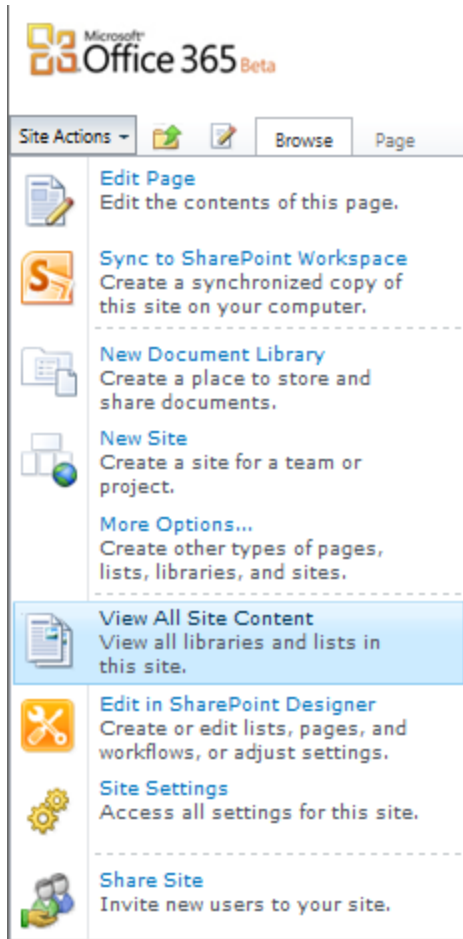 Microsoft
Office 365 Beta
Site Actions
Browse
Page
Edit Page
Edit the contents of this page.
Sync to SharePoint Workspace
Create a synchronized copy of
this site on your computer.
New Document Library
Create a place to store and
share documents.
New Site
Create a site for a team or
project.
More Options...
Create other types of pages,
lists, libraries, and sites.
View All Site Content
View all libraries and lists in
this site.
Edit in SharePoint Designer
Create or edit lists, pages, and
workflows, or adjust settings.
Site Settings
Access all settings for this site.
Share Site
Invite new users to your site.